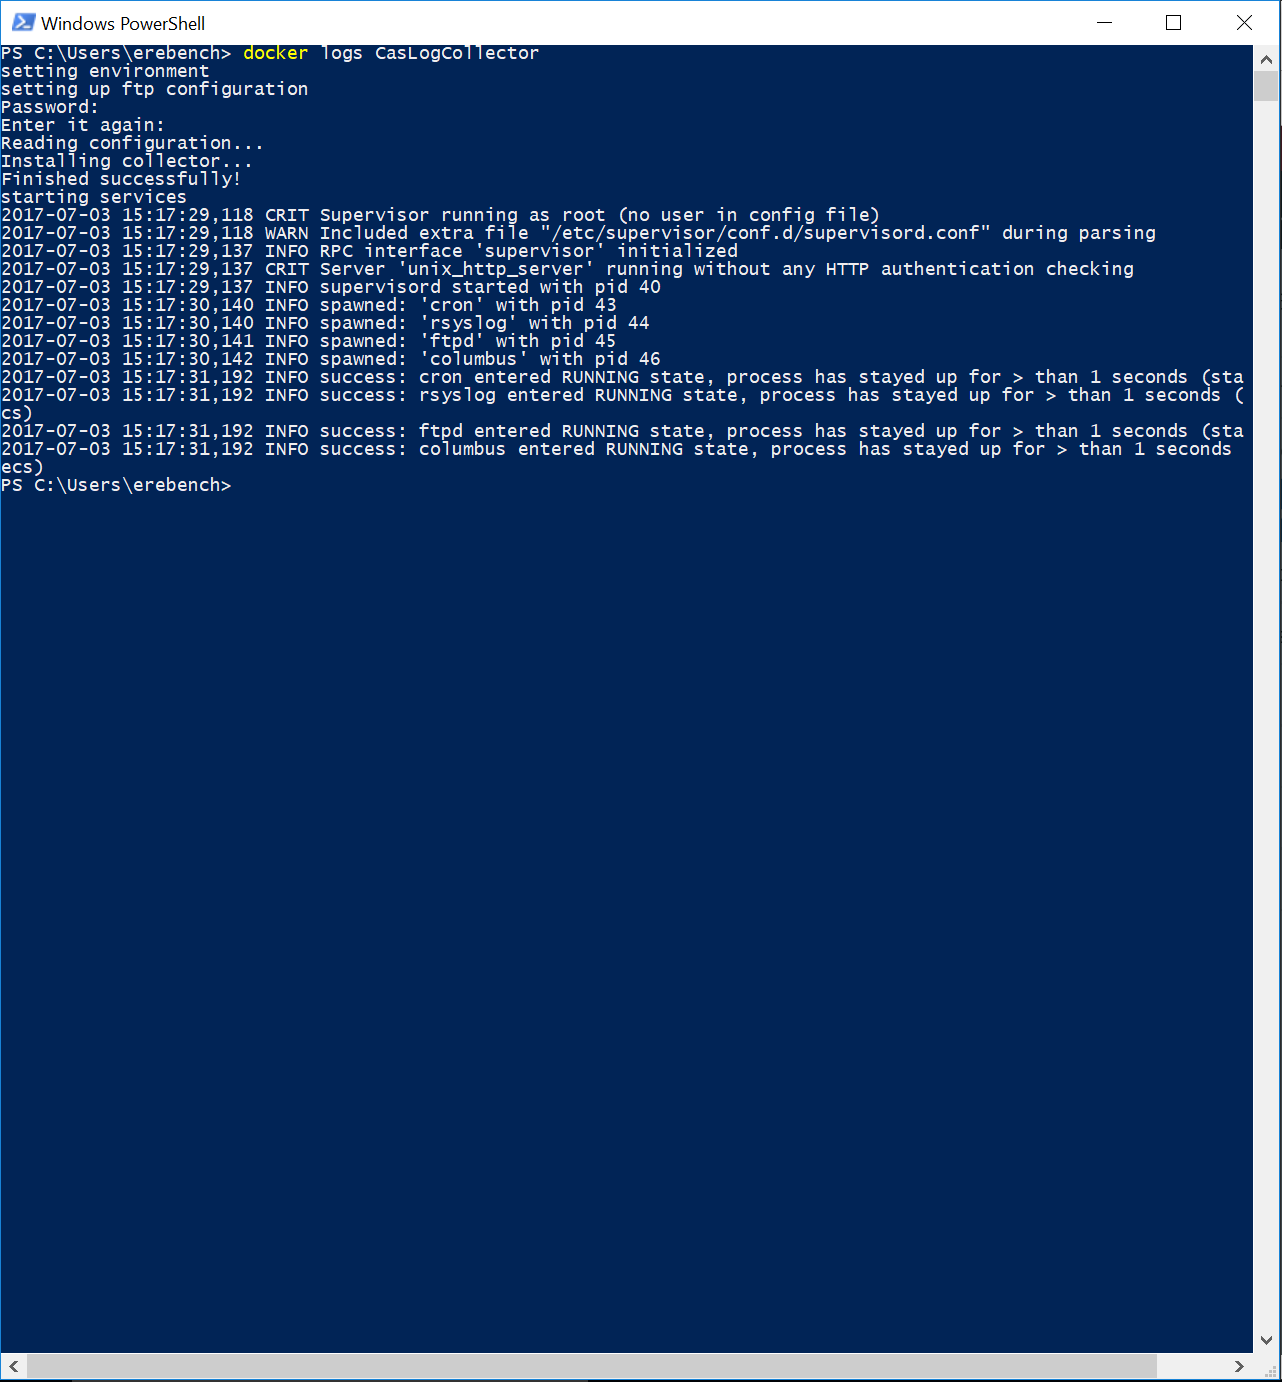 Windows PowerShell
PS C:\Users\erebench> docker logs CasLogCollector
setting environment
setting up ftp configuration
Password:
Enter it again:
Reading configuration...
Installing collector...
Finished successfully!
starting services
2017-07-03 15:17:29,118 CRIT Supervisor running as root (no user in config file)
2017-07-03 15:17:29,118 WARN Included extra file "/etc/supervisor/conf.d/supervisord.conf" during parsing
2017-07-03 15:17:29,137 INFO RPC interface 'supervisor' initialized
2017-07-03 15:17:29,137 CRIT Server 'unix_http_server' running without any HTTP authentication checking
2017-07-03 15:17:29,137 INFO supervisord started with pid 40
2017-07-03 15:17:30,140 INFO spawned: 'cron' with pid 43
2017-07-03 15:17:30,140 INFO spawned: 'rsyslog' with pid 44
2017-07-03 15:17:30,141 INFO spawned: 'ftpd' with pid 45
2017-07-03 15:17:30,142 INFO spawned: 'columbus' with pid 46
2017-07-03 15:17:31,192 INFO success: cron entered RUNNING state, process has stayed up for > than 1 seconds (sta
2017-07-03 15:17:31,192 INFO success: rsyslog entered RUNNING state, process has stayed up for > than 1 seconds (
cs)
2017-07-03 15:17:31,192 INFO success: ftpd entered RUNNING state, process has stayed up for > than 1 seconds (sta
2017-07-03 15:17:31,192 INFO success: columbus entered RUNNING state, process has stayed up for > than 1 seconds
ecs)
PS C:\Users\erebench>